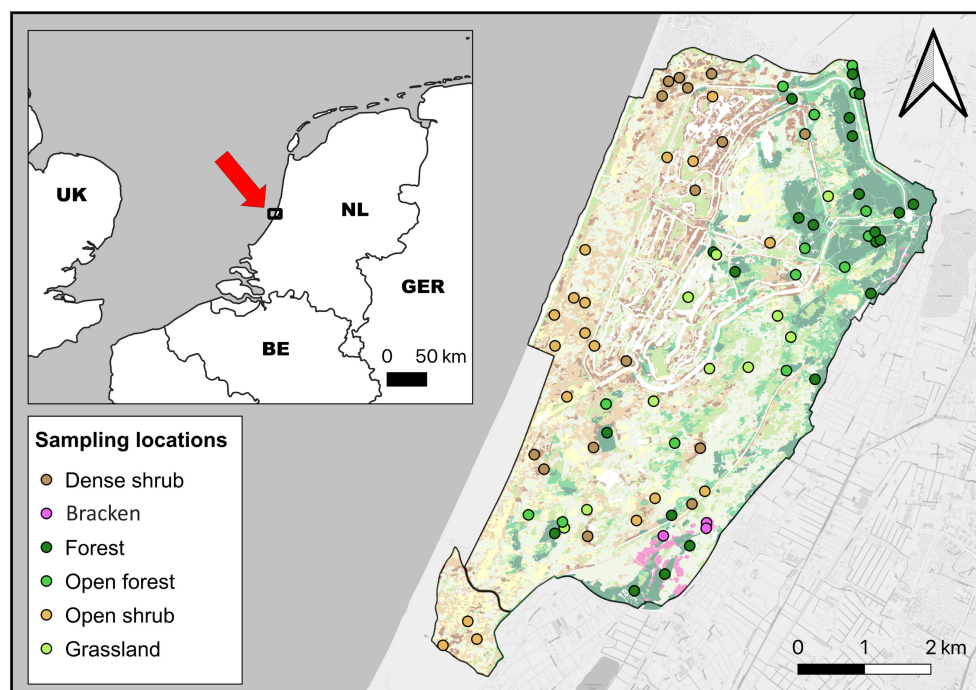 UK
NL
GER
BE
0 50 km
Sampling locations
Dense shrub
Bracken
Forest
Open forest
Open shrub
Grassland
0 1 2 km